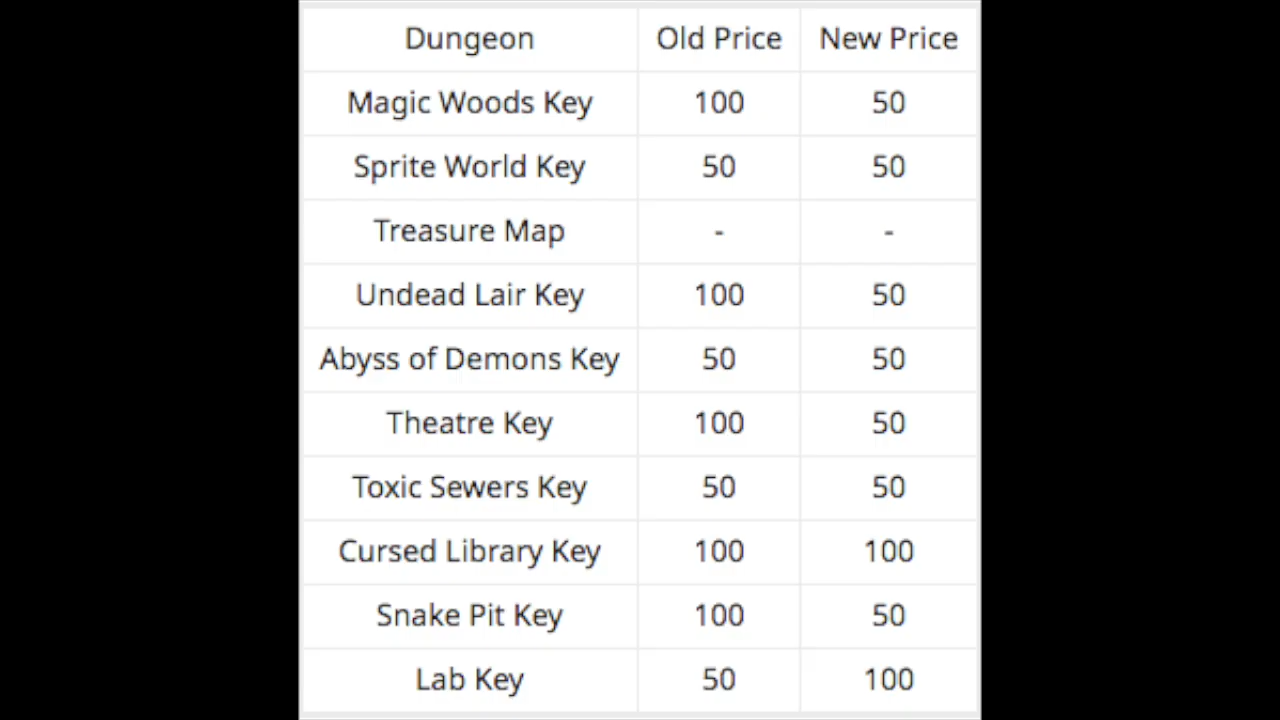 Dungeon Old Price New Price
Magic Woods Key 100 50
Sprite World Key 50 50
Treasure Map - -
Undead Lair Key 100 50
Abyss of Demons Key 50 50
Theatre Key 100 50
Toxic Sewers Key 50 50
Cursed Library Key 100 100
Snake Pit Key 100 50
Lab Key 50 100